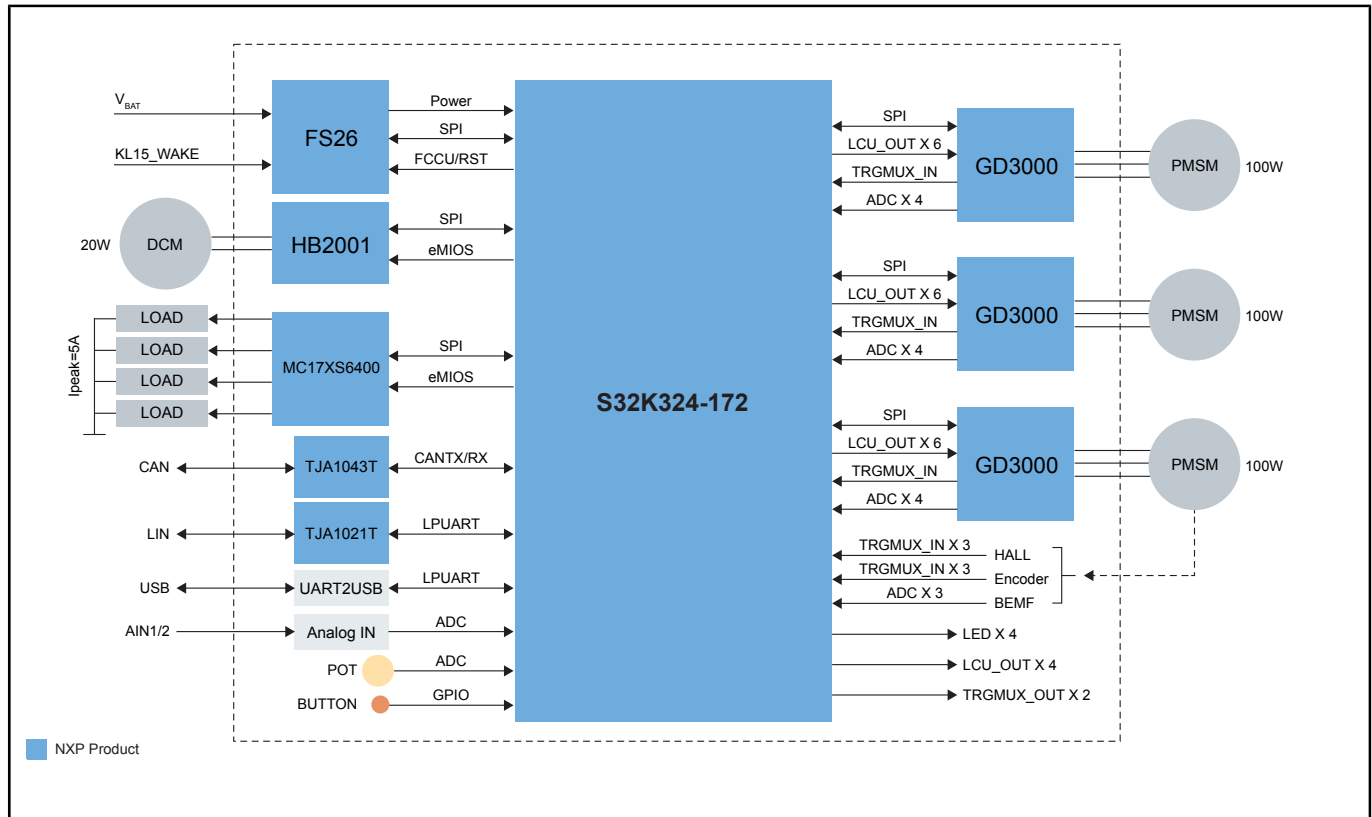 V_BAT
KL15_WAKE
FS26
Power
SPI
FCCU/RST
20W
DCM
HB2001
SPI
eMIOS
Ipeak=5A
LOAD
LOAD
LOAD
LOAD
MC17XS6400
SPI
eMIOS
CAN
TJA1043T
CANTX/RX
LIN
TJA1021T
LPUART
USB
UART2USB
LPUART
AIN1/2
Analog IN
ADC
POT
ADC
BUTTON
GPIO
S32K324-172
SPI
LCU_OUT X 6
TRGMUX_IN
ADC X 4
GD3000
PMSM
100W
SPI
LCU_OUT X 6
TRGMUX_IN
ADC X 4
GD3000
PMSM
100W
SPI
LCU_OUT X 6
TRGMUX_IN
ADC X 4
GD3000
PMSM
100W
TRGMUX_IN X 3
HALL
TRGMUX_IN X 3
Encoder
ADC X 3
BEMF
LED X 4
LCU_OUT X 4
TRGMUX_OUT X 2
NXP Product